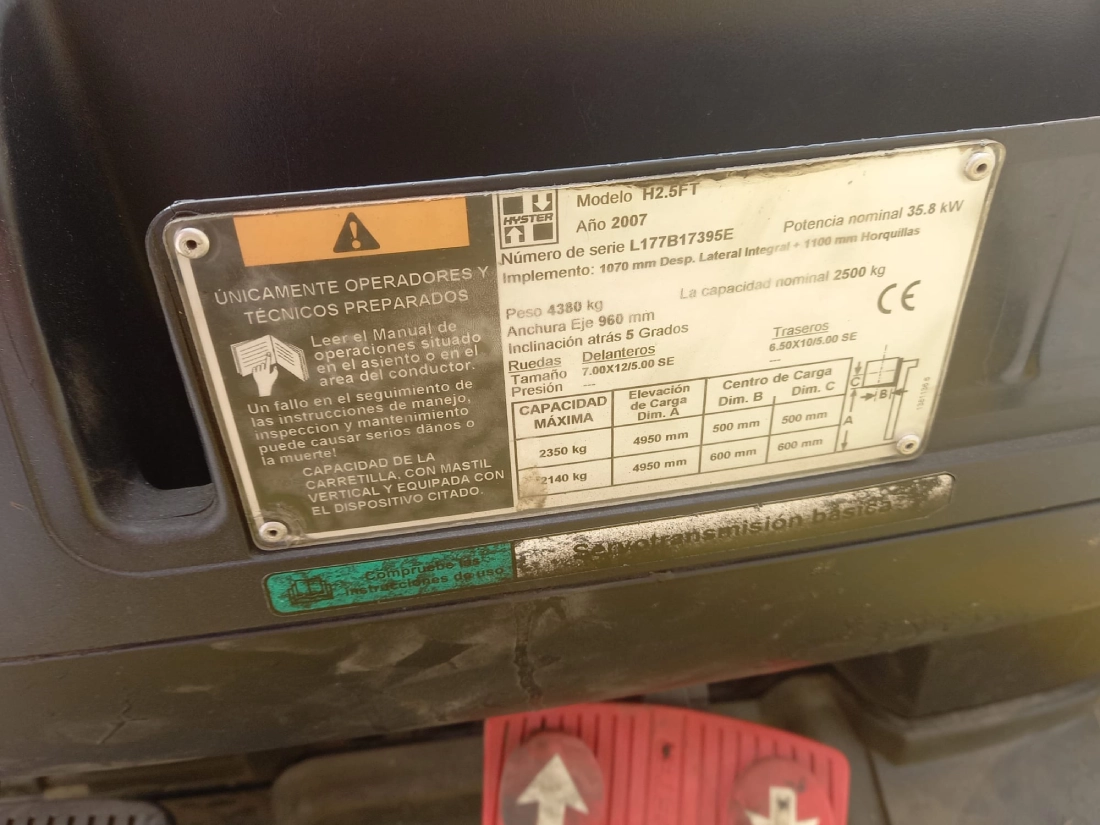 ÚNICAMENTE OPERADORES Y
TÉCNICOS PREPARADOS
Leer el Manual de
operaciones situado
en el asiento o en el
area del conductor.
Un fallo en el seguimiento de
las instrucciones de manejo,
inspeccion y mantenimiento
puede causar serios dános o
la muerte!
CAPACIDAD DE LA
CARRETILLA, CON MASTIL
VERTICAL Y EQUIPADA CON
EL DISPOSITIVO CITADO.
HYSTER
Modelo H2.5FT
Año 2007
Potencia nominal 35.8 kW
Número de serie L177B17395E
Implemento: 1070 mm Desp. Lateral Integral + 1100 mm Horquillas
La capacidad nominal 2500 kg
Peso 4380 kg
Anchura Eje 960 mm
Inclinación atrás 5 Grados
CE
Ruedas Delanteros Traseros
Tamaño 7.00X12/5.00 SE 6.50X10/5.00 SE
Presión --- ---
CAPACIDAD MÁXIMA Elevación de Carga Dim. A Centro de Carga Dim. B Dim. C
2350 kg 4950 mm 500 mm 500 mm
2140 kg 4950 mm 600 mm 600 mm
C
B
A
Compruebe las
instrucciones de uso
Servotransmisión básica